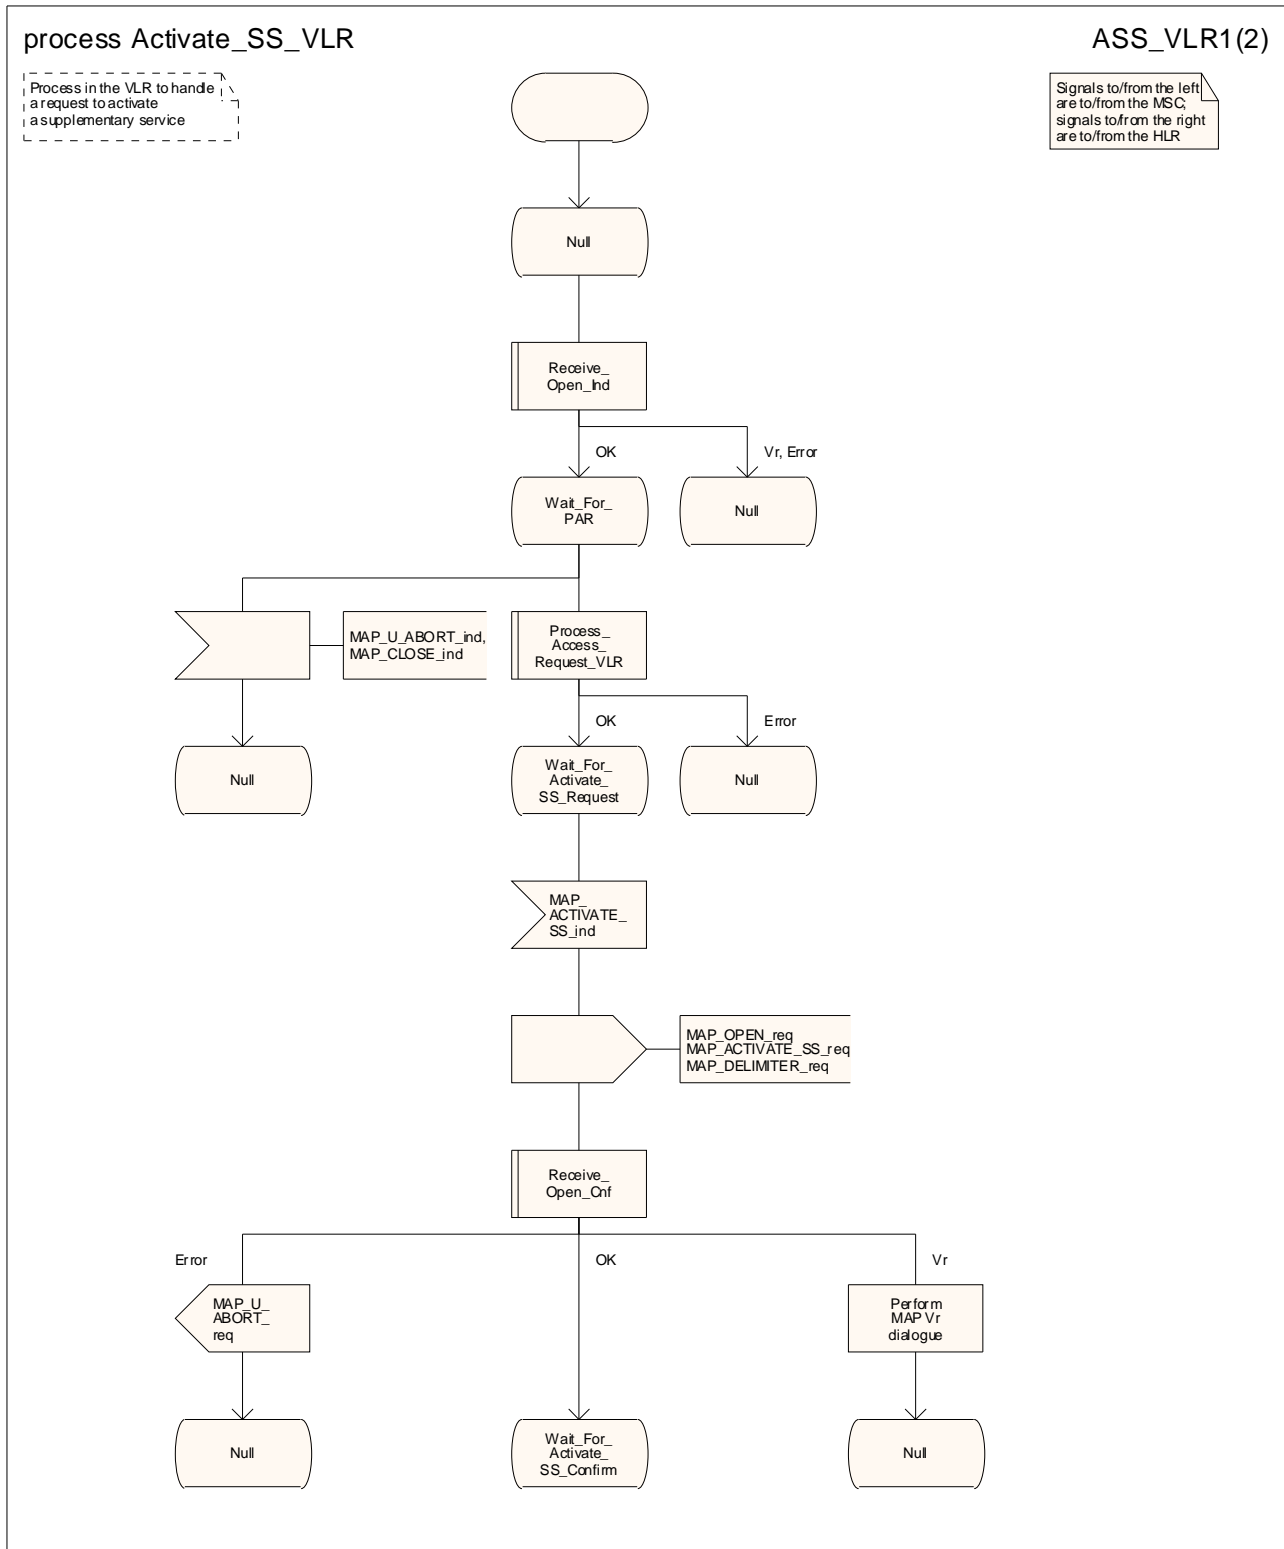 process Activate_SS_VLR
ASS_VLR1(2)
Process in the VLR to handle
a request to activate
a supplementary service
Signals to/from the left
are to/from the MSC;
signals to/from the right
are to/from the HLR
Null
Receive_
Open_Ind
OK
Vr, Error
Wait_For_
PAR
Null
MAP_U_ABORT_ind,
MAP_CLOSE_ind
Process_
Access_
Request_VLR
OK
Error
Null
Wait_For_
Activate_
SS_Request
Null
MAP_
ACTIVATE_
SS_ind
MAP_OPEN_req
MAP_ACTIVATE_SS_req
MAP_DELIMITER_req
Receive_
Open_Cnf
Error
OK
Vr
MAP_U_
ABORT_
req
Perform
MAP Vr
dialogue
Null
Wait_For_
Activate_
SS_Confirm
Null